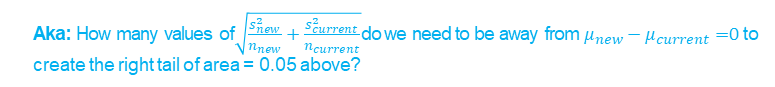 Aka: How many values of √(s²new/nnew + s²current/ncurrent) do we need to be away from μnew − μcurrent =0 to
create the right tail of area = 0.05 above?